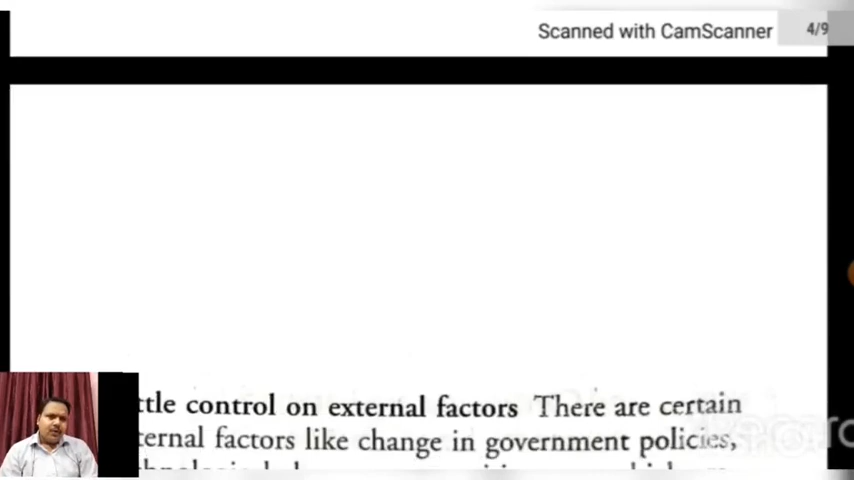 Scanned with CamScanner 4/9
ttle control on external factors There are certain
ternal factors like change in government policies,